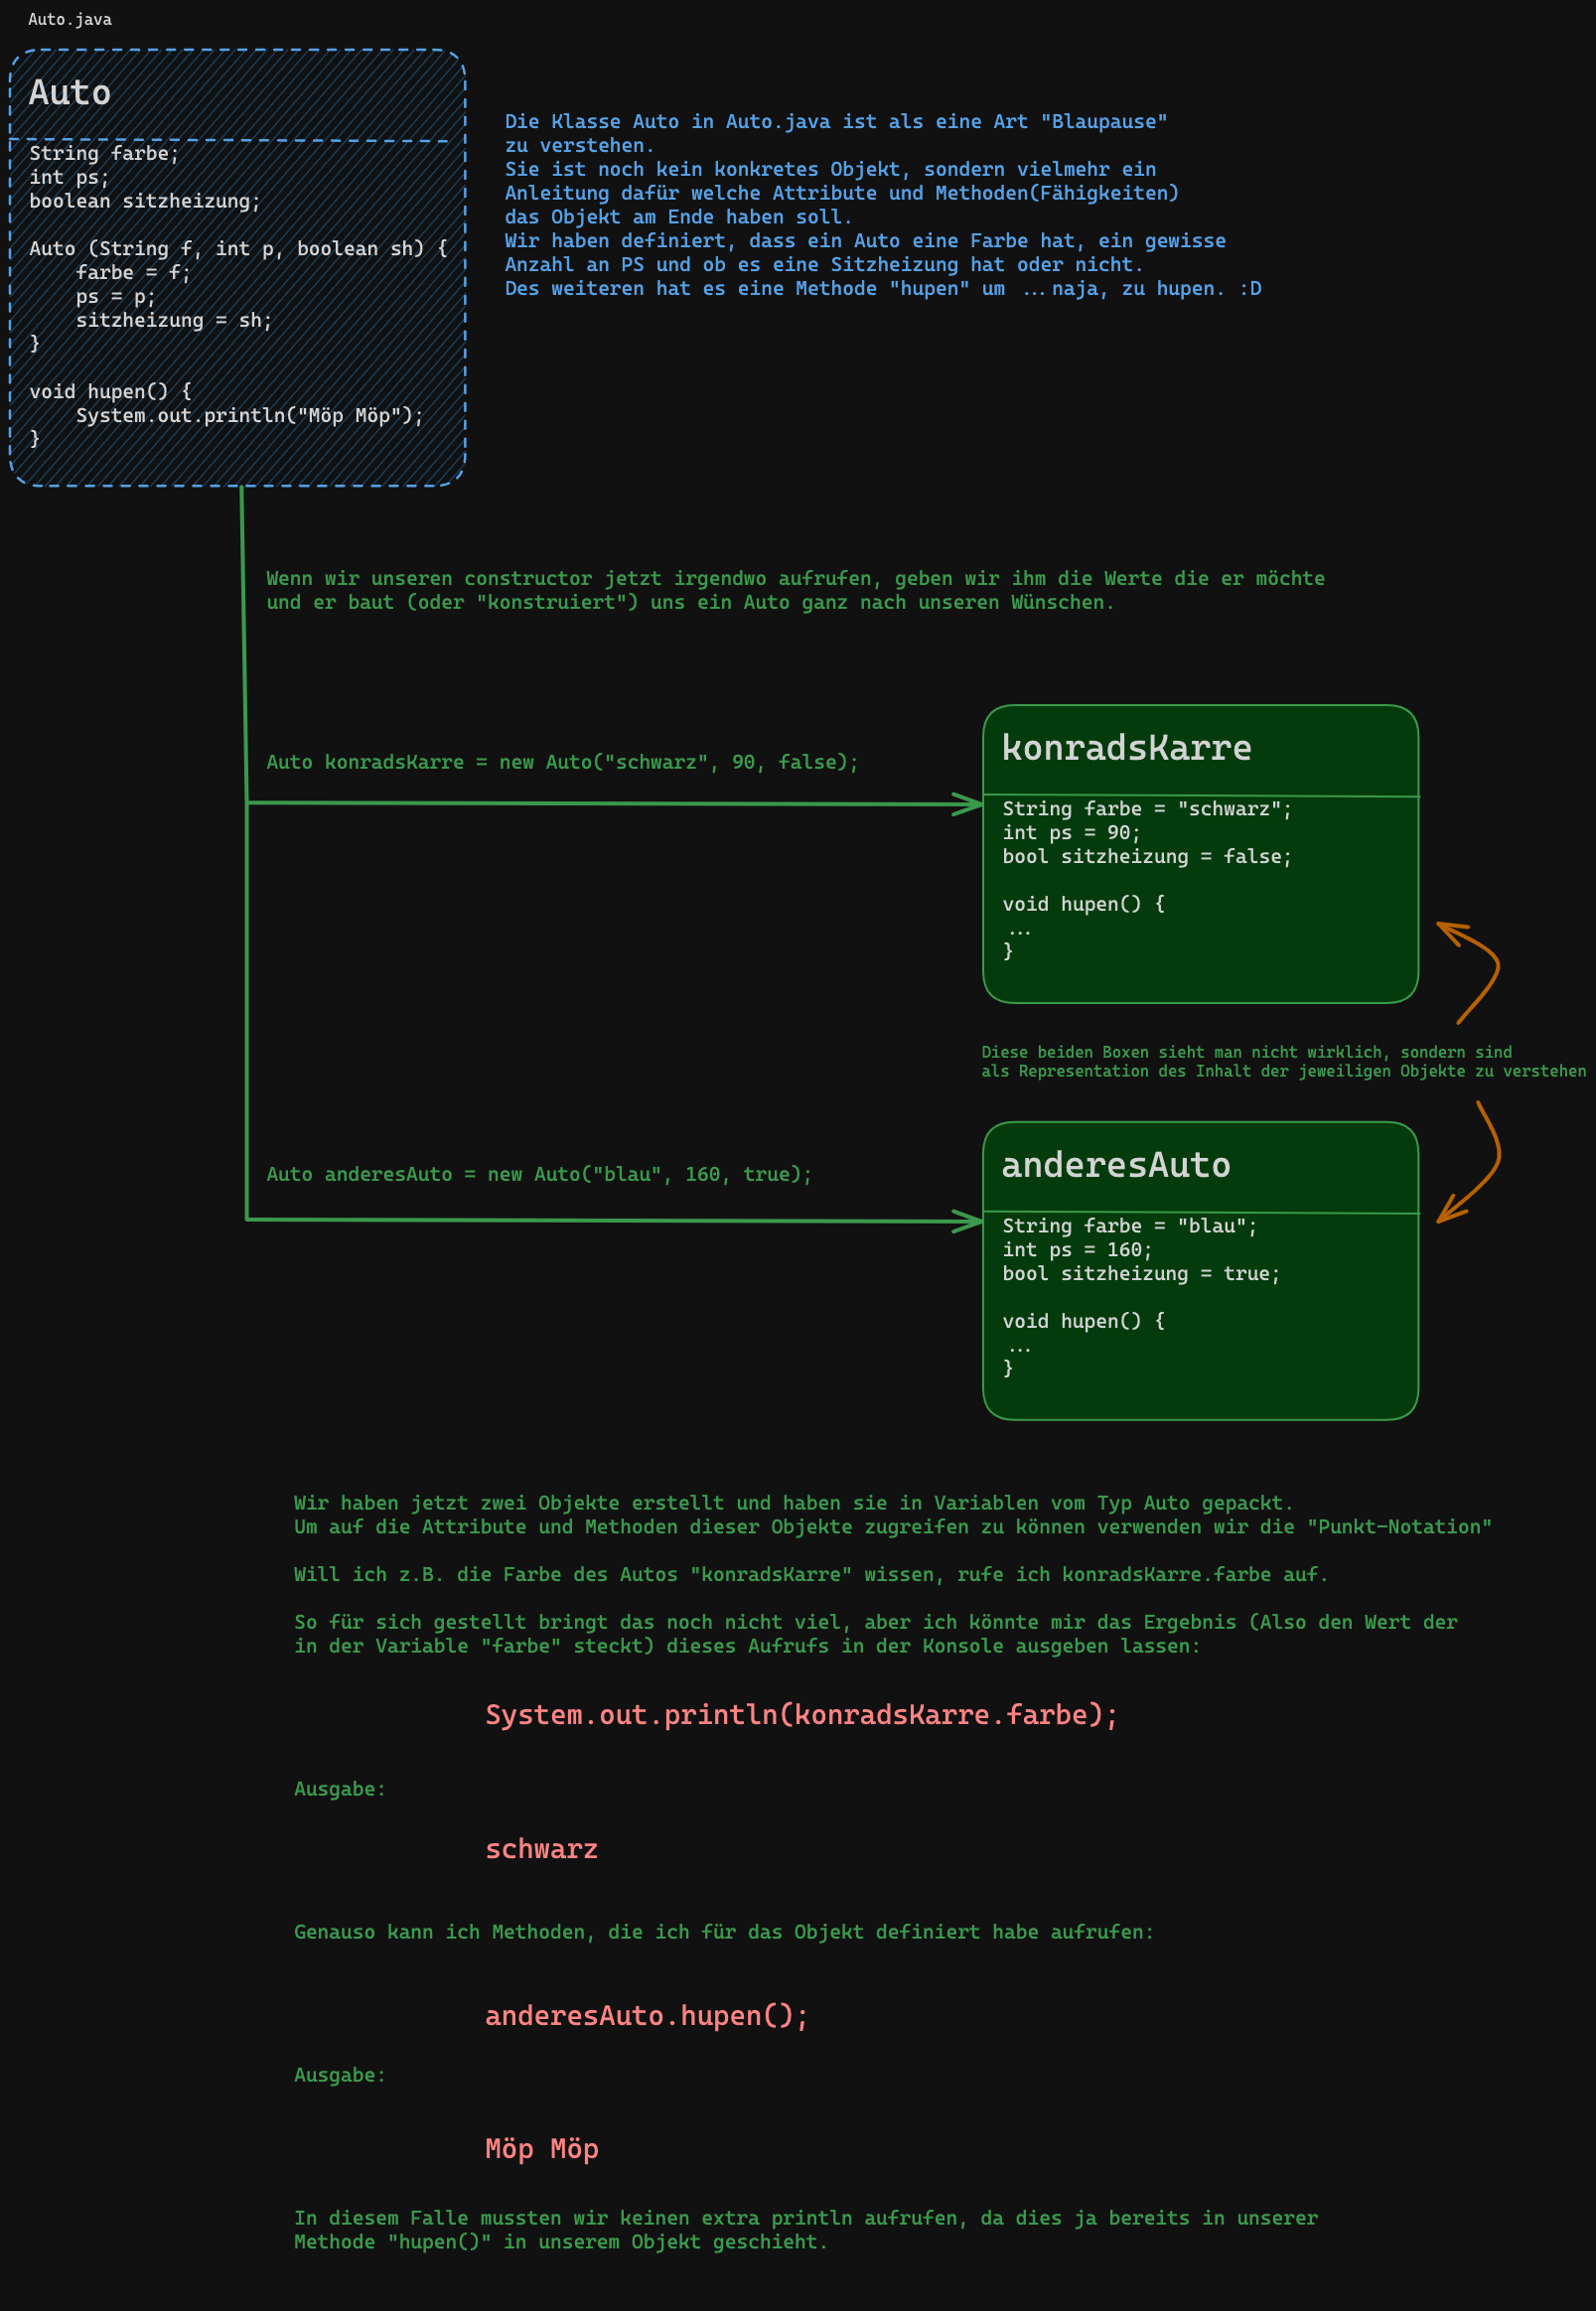 Auto.java
Auto
String farbe;
int ps;
boolean sitzheizung;
Auto (String f, int p, boolean sh) {
    farbe = f;
    ps = p;
    sitzheizung = sh;
}
void hupen() {
    System.out.println("Möp Möp");
}
Die Klasse Auto in Auto.java ist als eine Art "Blaupause"
zu verstehen.
Sie ist noch kein konkretes Objekt, sondern vielmehr ein
Anleitung dafür welche Attribute und Methoden(Fähigkeiten)
das Objekt am Ende haben soll.
Wir haben definiert, dass ein Auto eine Farbe hat, ein gewisse
Anzahl an PS und ob es eine Sitzheizung hat oder nicht.
Des weiteren hat es eine Methode "hupen" um ...naja, zu hupen. :D
Wenn wir unseren constructor jetzt irgendwo aufrufen, geben wir ihm die Werte die er möchte
und er baut (oder "konstruiert") uns ein Auto ganz nach unseren Wünschen.
Auto konradsKarre = new Auto("schwarz", 90, false);
konradsKarre
String farbe = "schwarz";
int ps = 90;
bool sitzheizung = false;
void hupen() {
...
}
Diese beiden Boxen sieht man nicht wirklich, sondern sind
als Representation des Inhalt der jeweiligen Objekte zu verstehen
Auto anderesAuto = new Auto("blau", 160, true);
anderesAuto
String farbe = "blau";
int ps = 160;
bool sitzheizung = true;
void hupen() {
...
}
Wir haben jetzt zwei Objekte erstellt und haben sie in Variablen vom Typ Auto gepackt.
Um auf die Attribute und Methoden dieser Objekte zugreifen zu können verwenden wir die "Punkt-Notation"
Will ich z.B. die Farbe des Autos "konradsKarre" wissen, rufe ich konradsKarre.farbe auf.
So für sich gestellt bringt das noch nicht viel, aber ich könnte mir das Ergebnis (Also den Wert der
in der Variable "farbe" steckt) dieses Aufrufs in der Konsole ausgeben lassen:
System.out.println(konradsKarre.farbe);
Ausgabe:
schwarz
Genauso kann ich Methoden, die ich für das Objekt definiert habe aufrufen:
anderesAuto.hupen();
Ausgabe:
Möp Möp
In diesem Falle mussten wir keinen extra println aufrufen, da dies ja bereits in unserer
Methode "hupen()" in unserem Objekt geschieht.